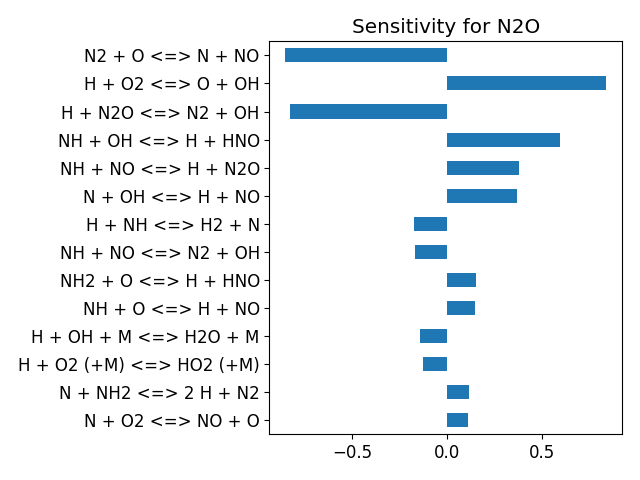 Sensitivity for N2O
N2 + O <=> N + NO
H + O2 <=> O + OH
H + N2O <=> N2 + OH
NH + OH <=> H + HNO
NH + NO <=> H + N2O
N + OH <=> H + NO
H + NH <=> H2 + N
NH + NO <=> N2 + OH
NH2 + O <=> H + HNO
NH + O <=> H + NO
H + OH + M <=> H2O + M
H + O2 (+M) <=> HO2 (+M)
N + NH2 <=> 2 H + N2
N + O2 <=> NO + O
−0.5 0.0 0.5